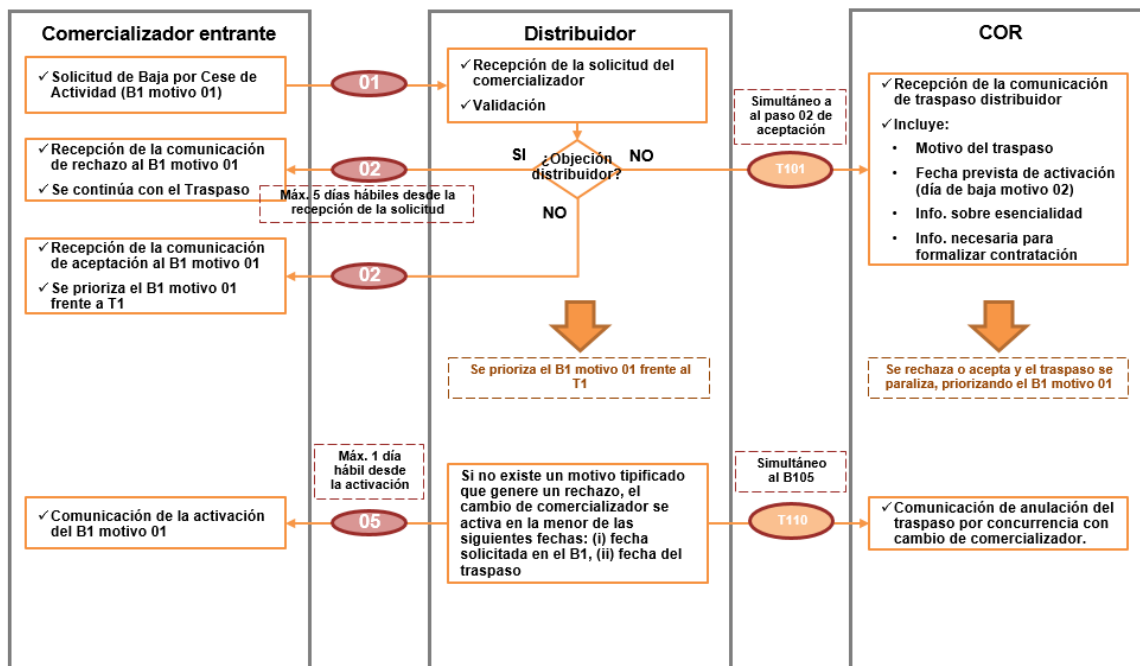 Comercializador entrante
Distribuidor
COR
✓ Solicitud de Baja por Cese de
Actividad (B1 motivo 01)
01
✓ Recepción de la solicitud del
comercializador
✓ Validación
Simultáneo a
al paso 02 de
aceptación
✓ Recepción de la comunicación
de traspaso distribuidor
✓ Incluye:
• Motivo del traspaso
• Fecha prevista de activación
(día de baja motivo 02)
• Info. sobre esencialidad
• Info. necesaria para
formalizar contratación
✓ Recepción de la comunicación
de rechazo al B1 motivo 01
✓ Se continúa con el Traspaso
02
SI
¿Objeción
distribuidor?
NO
T101
Máx. 5 días hábiles desde la
recepción de la solicitud
NO
✓ Recepción de la comunicación
de aceptación al B1 motivo 01
✓ Se prioriza el B1 motivo 01
frente a T1
02
Se prioriza el B1 motivo 01 frente al
T1
Se rechaza o acepta y el traspaso se
paraliza, priorizando el B1 motivo 01
Máx. 1 día
hábil desde
la activación
Simultáneo
al B105
✓ Comunicación de la activación
del B1 motivo 01
05
Si no existe un motivo tipificado
que genere un rechazo, el
cambio de comercializador se
activa en la menor de las
siguientes fechas: (i) fecha
solicitada en el B1, (ii) fecha del
traspaso
T110
✓ Comunicación de anulación del
traspaso por concurrencia con
cambio de comercializador.